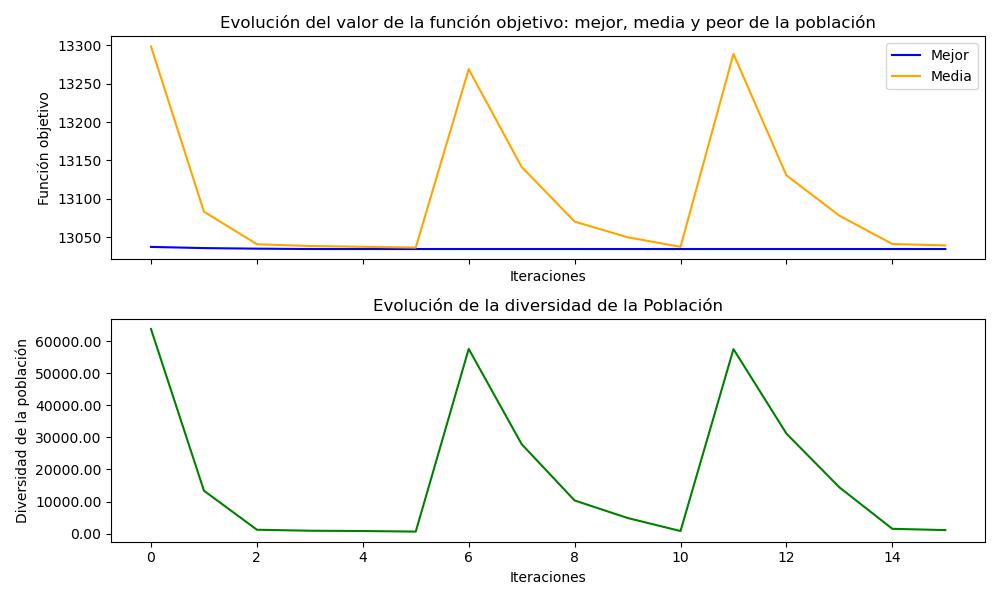 Evolución del valor de la función objetivo: mejor, media y peor de la población
Función objetivo
13300
13250
13200
13150
13100
13050
Mejor
Media
Iteraciones
Evolución de la diversidad de la Población
Diversidad de la población
60000.00
50000.00
40000.00
30000.00
20000.00
10000.00
0.00
0 2 4 6 8 10 12 14
Iteraciones